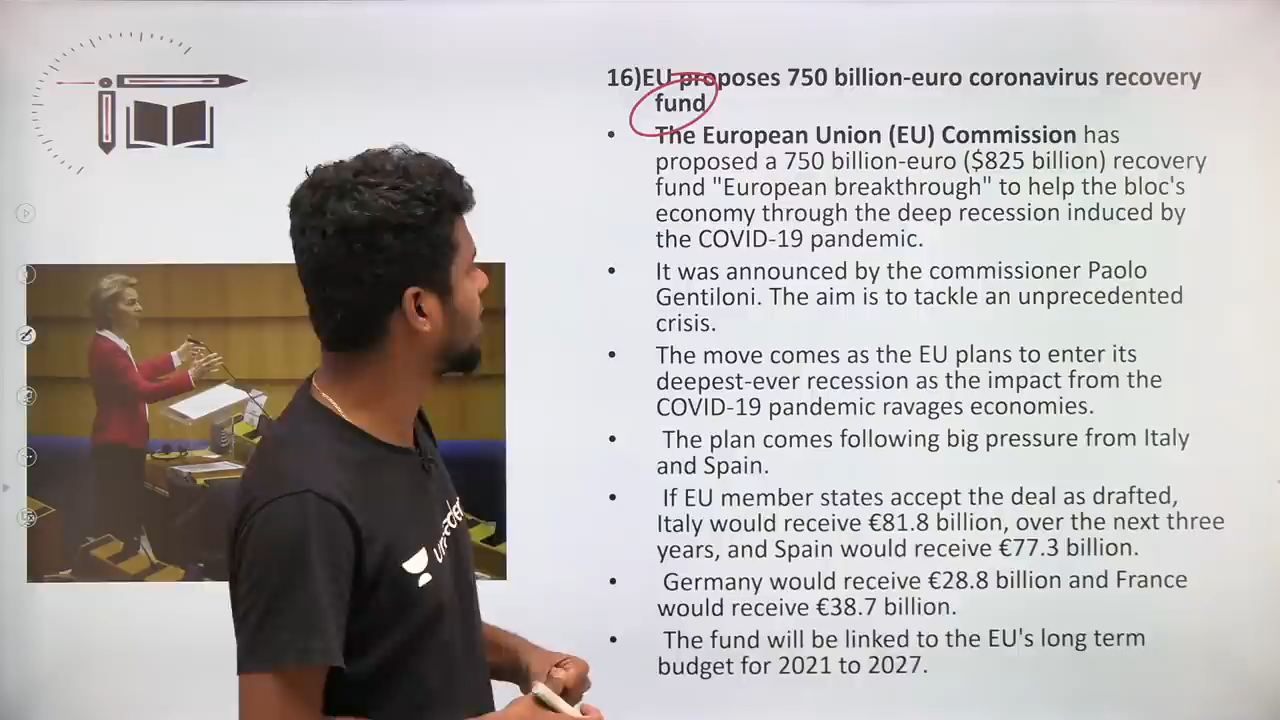 16)EU proposes 750 billion-euro coronavirus recovery
fund
• The European Union (EU) Commission has
proposed a 750 billion-euro ($825 billion) recovery
fund "European breakthrough" to help the bloc's
economy through the deep recession induced by
the COVID-19 pandemic.
• It was announced by the commissioner Paolo
Gentiloni. The aim is to tackle an unprecedented
crisis.
• The move comes as the EU plans to enter its
deepest-ever recession as the impact from the
COVID-19 pandemic ravages economies.
• The plan comes following big pressure from Italy
and Spain.
• If EU member states accept the deal as drafted,
Italy would receive €81.8 billion, over the next three
years, and Spain would receive €77.3 billion.
• Germany would receive €28.8 billion and France
would receive €38.7 billion.
• The fund will be linked to the EU's long term
budget for 2021 to 2027.